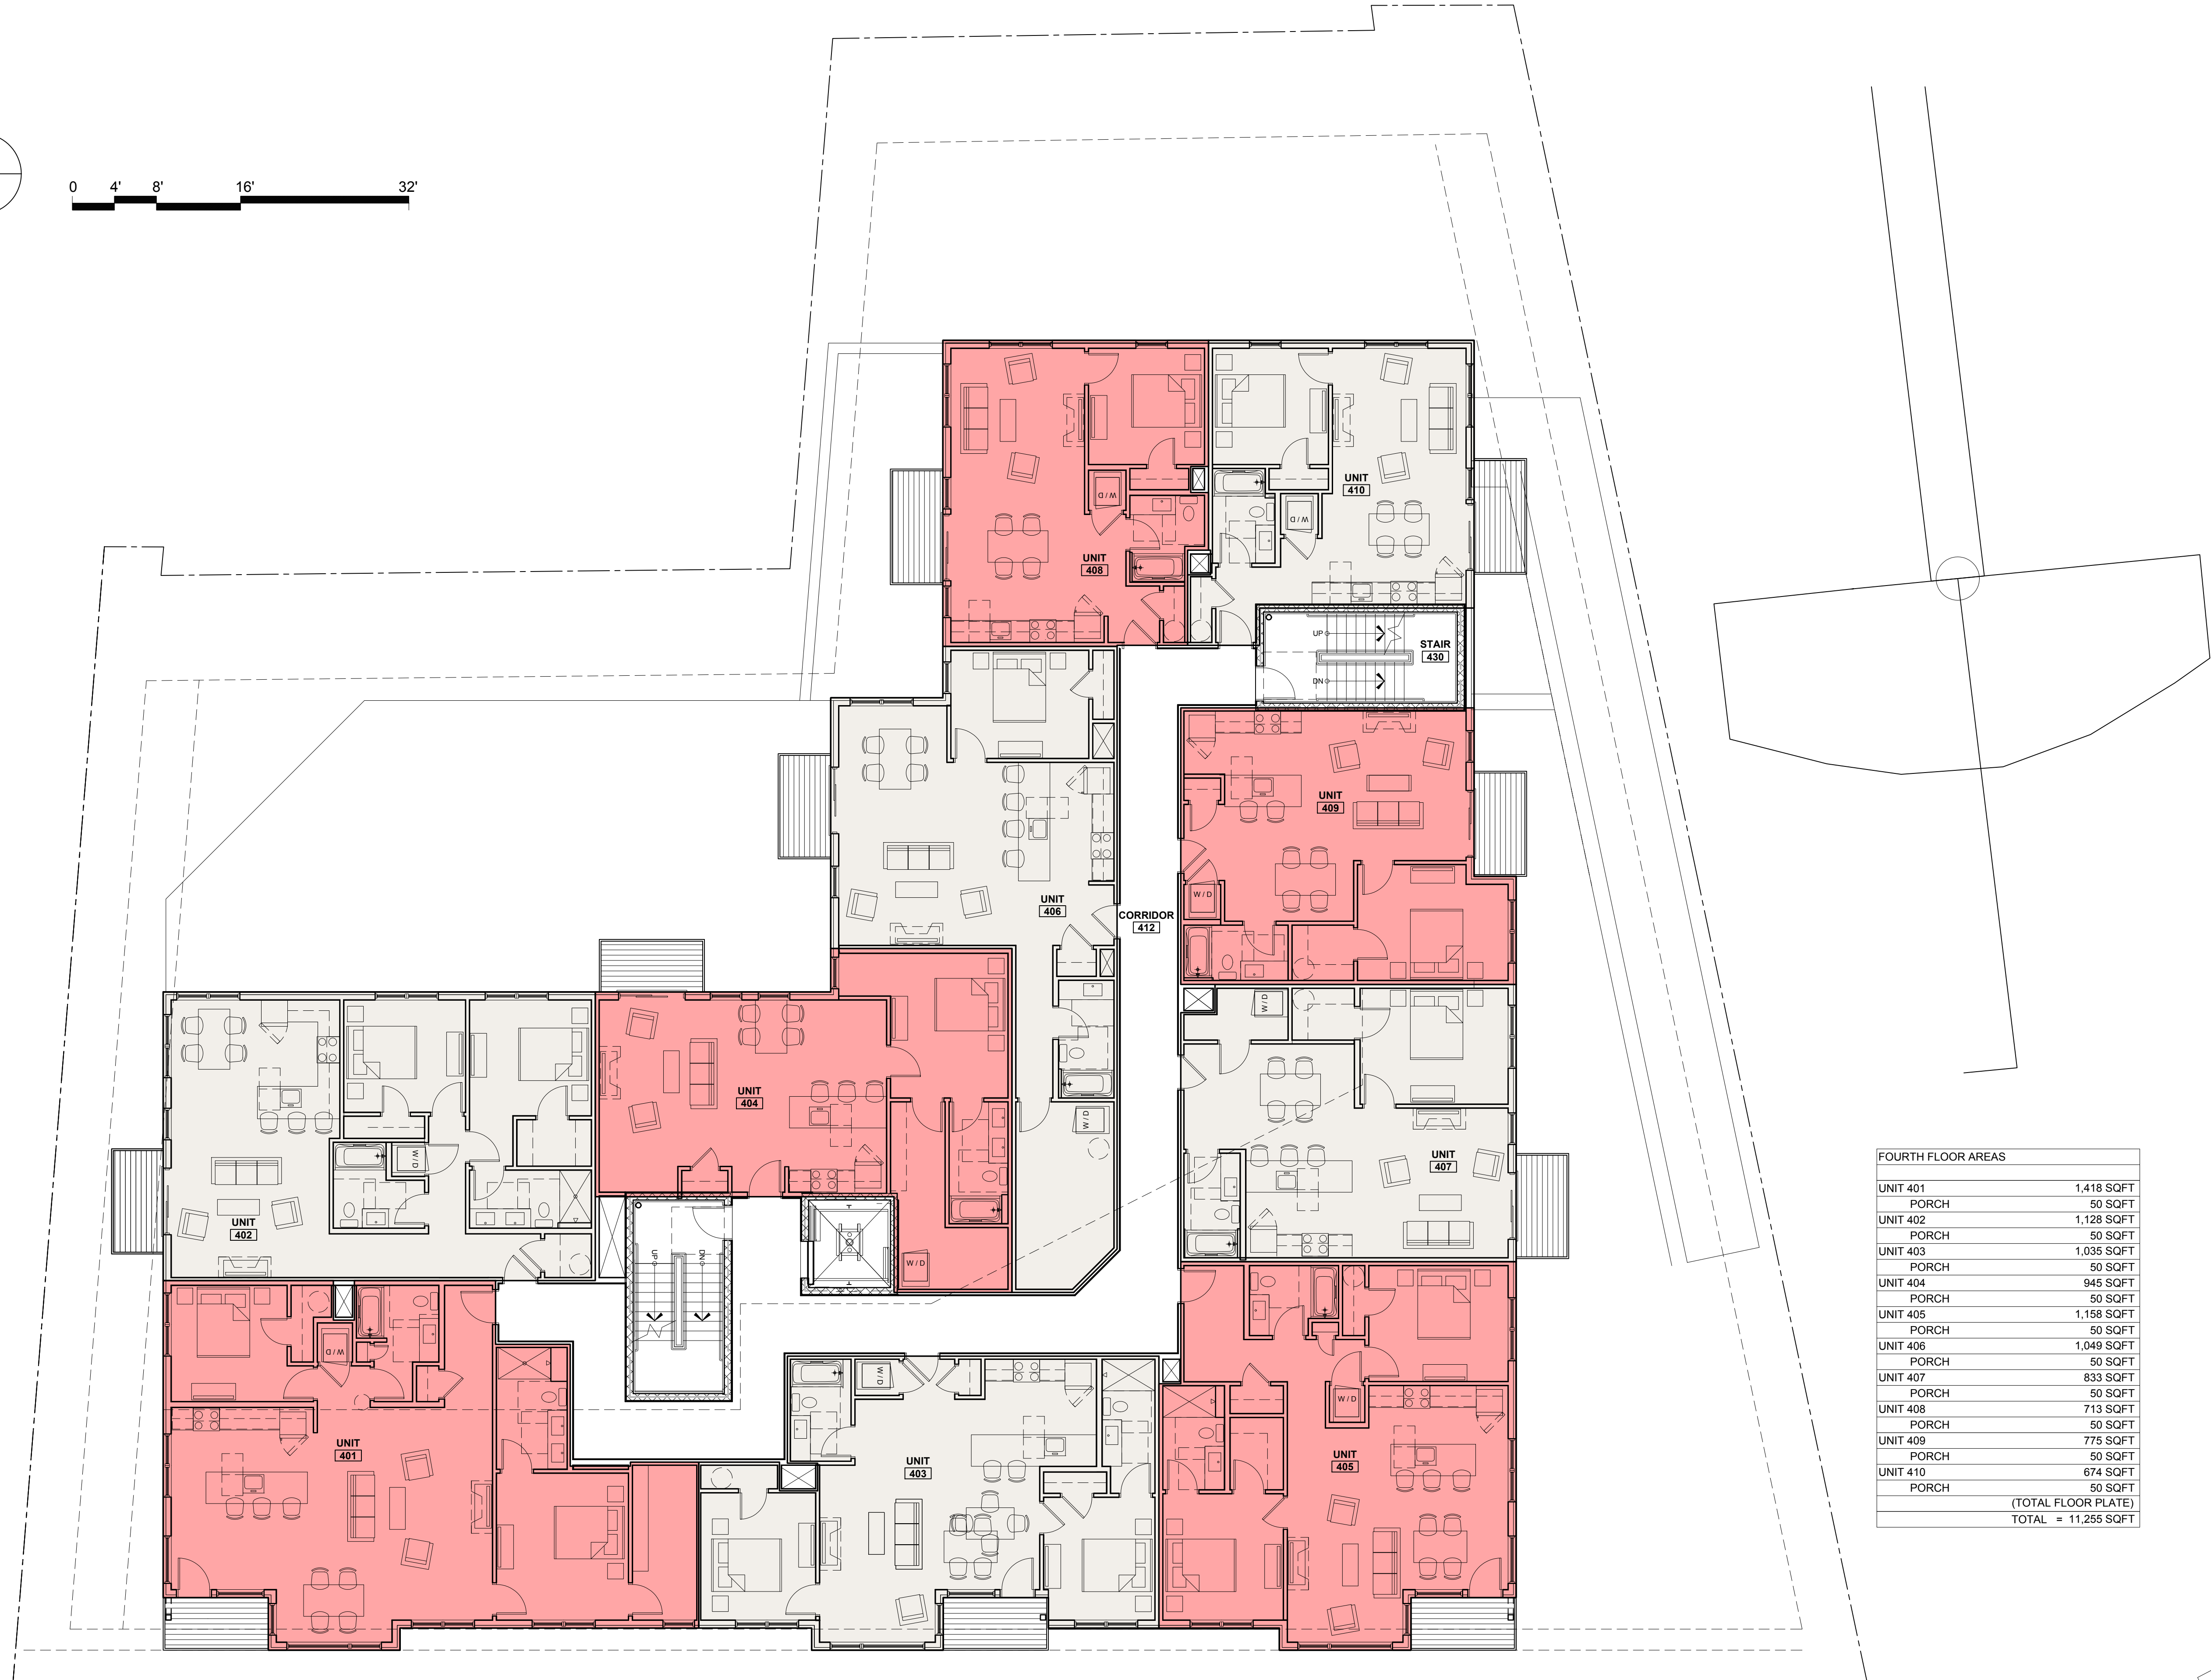 0 4' 8' 16' 32'
UNIT
408
W / D
UNIT
410
W / D
UP
DN
STAIR
430
UNIT
409
W / D
UNIT
406
W / D
CORRIDOR
412
UNIT
404
W / D
UNIT
402
W / D
UNIT
407
W / D
UP
DN
UNIT
401
W / D
UNIT
403
W / D
UNIT
405
W / D
FOURTH FLOOR AREAS
UNIT 401 1,418 SQFT
PORCH 50 SQFT
UNIT 402 1,128 SQFT
PORCH 50 SQFT
UNIT 403 1,035 SQFT
PORCH 50 SQFT
UNIT 404 945 SQFT
PORCH 50 SQFT
UNIT 405 1,158 SQFT
PORCH 50 SQFT
UNIT 406 1,049 SQFT
PORCH 50 SQFT
UNIT 407 833 SQFT
PORCH 50 SQFT
UNIT 408 713 SQFT
PORCH 50 SQFT
UNIT 409 775 SQFT
PORCH 50 SQFT
UNIT 410 674 SQFT
PORCH 50 SQFT
(TOTAL FLOOR PLATE)
TOTAL = 11,255 SQFT